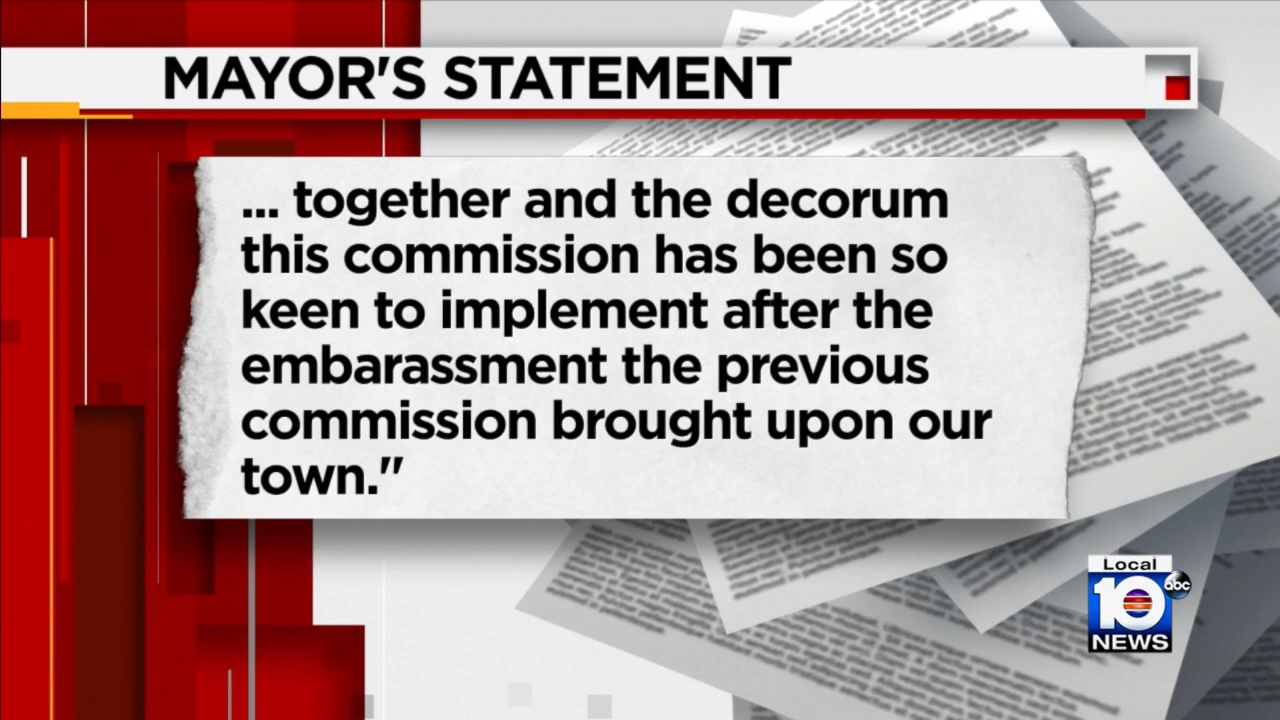 MAYOR'S STATEMENT
... together and the decorum
this commission has been so
keen to implement after the
embarassment the previous
commission brought upon our
town."
Local
10
abc
NEWS